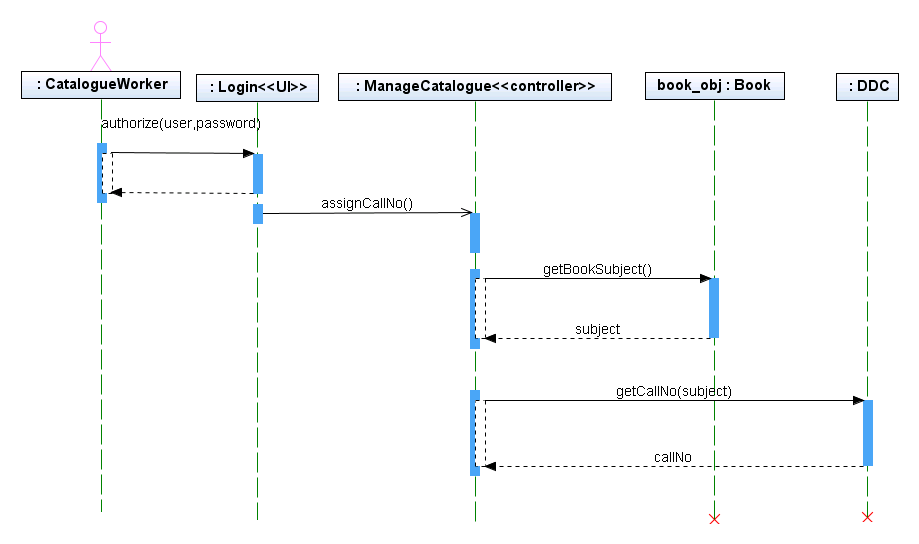 : CatalogueWorker
: Login<<UI>>
: ManageCatalogue<<controller>>
book_obj : Book
: DDC
authorize(user,password)
assignCallNo()
getBookSubject()
subject
getCallNo(subject)
callNo